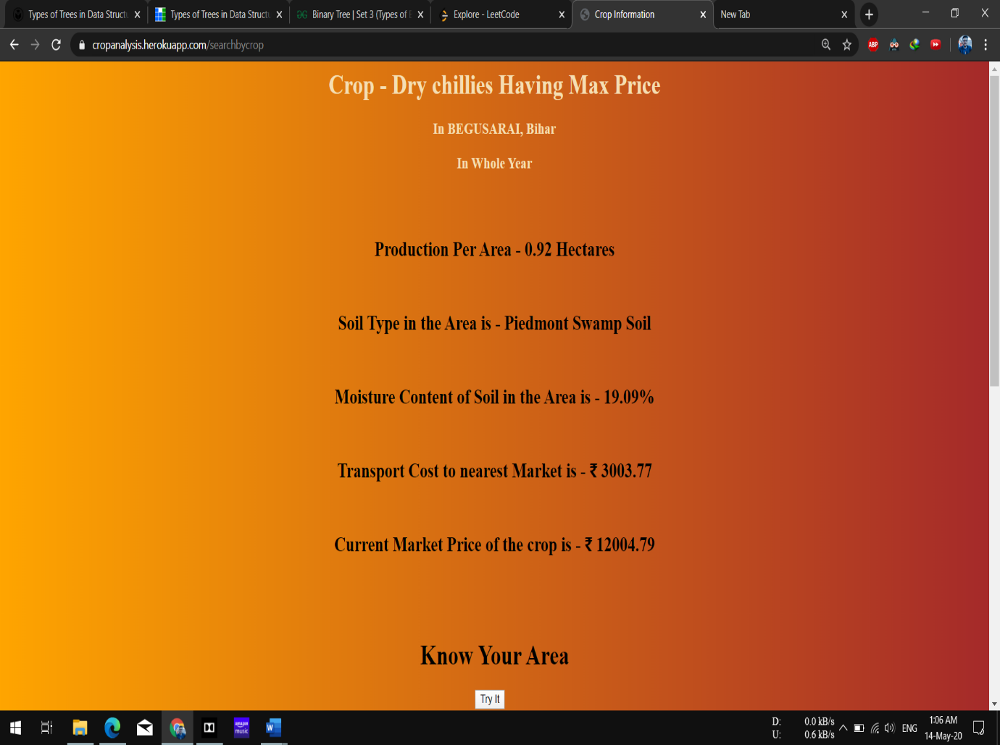 Types of Trees in Data Structu
Types of Trees in Data Structu
Binary Tree | Set 3 (Types of B
Explore - LeetCode
Crop Information
New Tab
cropanalysis.herokuapp.com/searchbycrop
ABP
Crop - Dry chillies Having Max Price
In BEGUSARAI, Bihar
In Whole Year
Production Per Area - 0.92 Hectares
Soil Type in the Area is - Piedmont Swamp Soil
Moisture Content of Soil in the Area is - 19.09%
Transport Cost to nearest Market is - ₹ 3003.77
Current Market Price of the crop is - ₹ 12004.79
Know Your Area
Try It
amazon music
D: 0.0 kB/s
U: 0.6 kB/s
ENG
1:06 AM
14-May-20